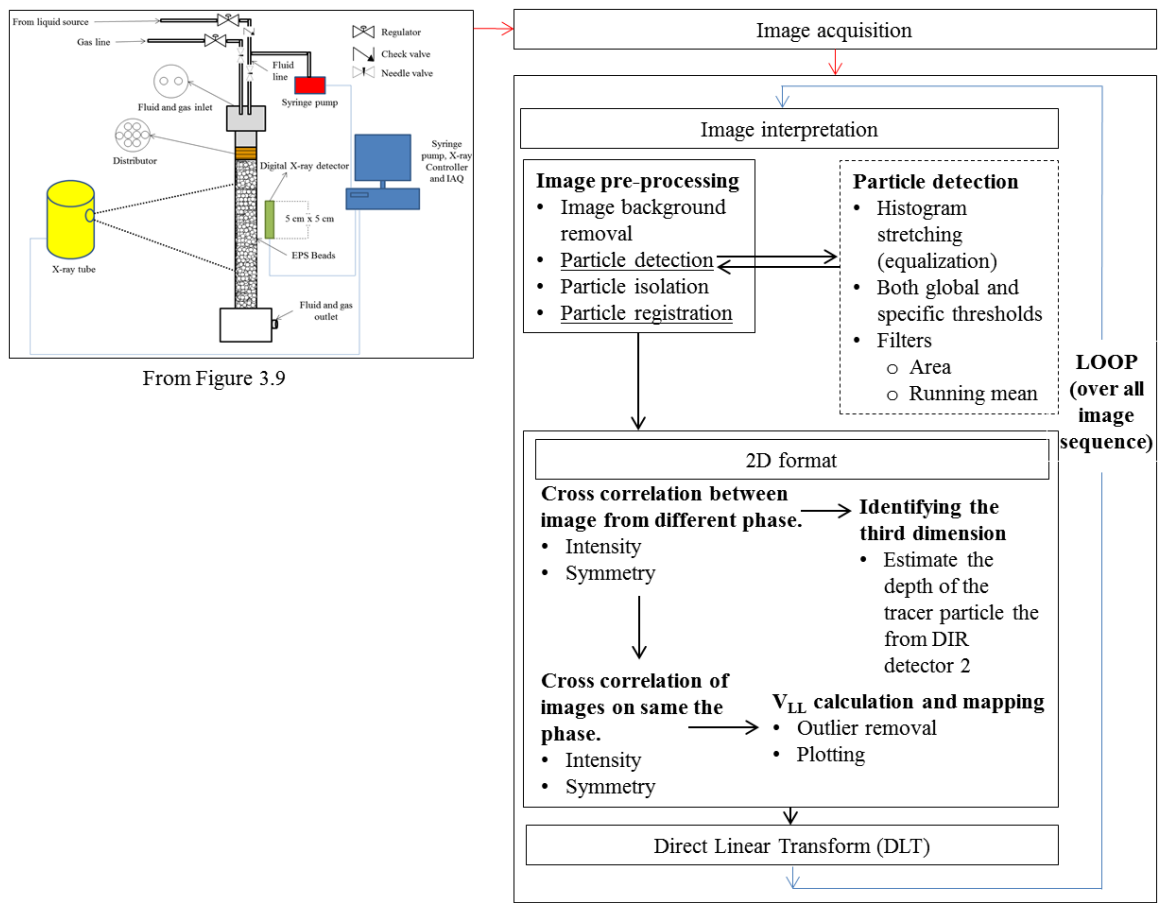 From liquid source
Gas line
Regulator
Check valve
Needle valve
Fluid
line
Syringe pump
Fluid and gas inlet
Distributor
Digital X-ray detector
Syringe
pump, X-ray
Controller
and IAQ
5 cm x 5 cm
EPS Beads
X-ray tube
Fluid and gas
outlet
From Figure 3.9
Image acquisition
Image interpretation
Image pre-processing
• Image background
removal
• Particle detection
• Particle isolation
• Particle registration
Particle detection
• Histogram
stretching
(equalization)
• Both global and
specific thresholds
• Filters
o Area
o Running mean
LOOP
(over all
image
sequence)
2D format
Cross correlation between
image from different phase.
• Intensity
• Symmetry
Identifying the
third dimension
• Estimate the
depth of the
tracer particle the
from DIR
detector 2
Cross correlation of
images on same the
phase.
• Intensity
• Symmetry
VLL calculation and mapping
• Outlier removal
• Plotting
Direct Linear Transform (DLT)